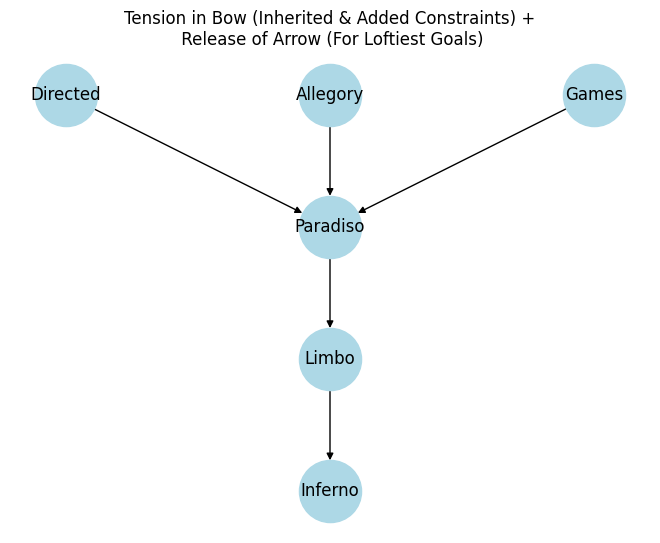 Tension in Bow (Inherited & Added Constraints) +
Release of Arrow (For Loftiest Goals)
Directed
Allegory
Games
Paradiso
Limbo
Inferno